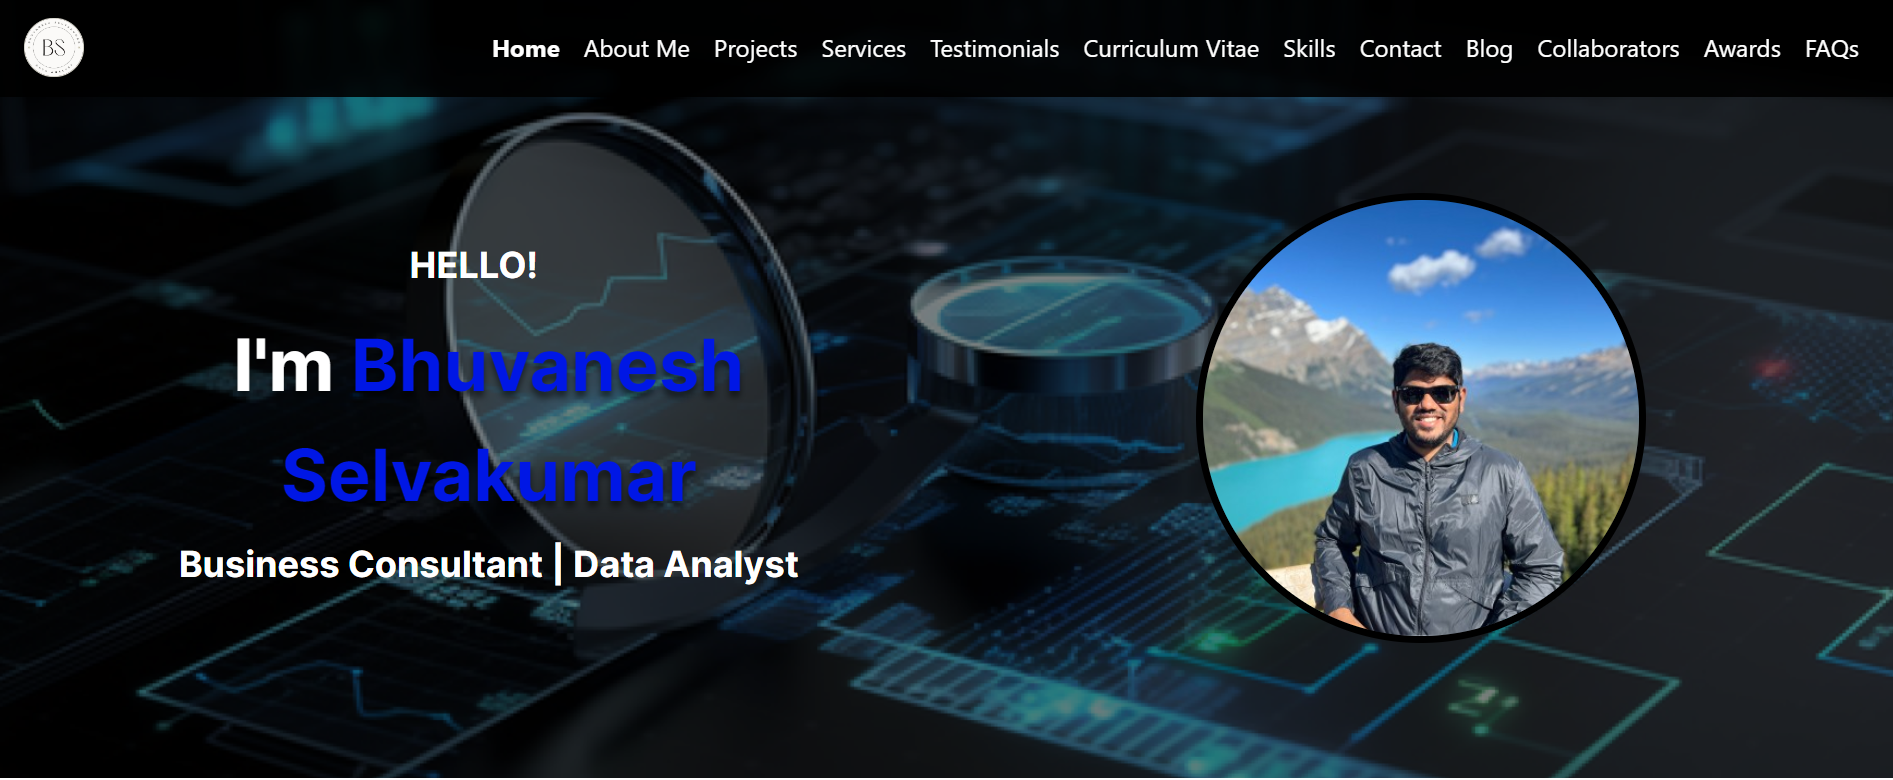 BS
Home About Me Projects Services Testimonials Curriculum Vitae Skills Contact Blog Collaborators Awards FAQs
HELLO!
I'm Bhuvanesh
Selvakumar
Business Consultant | Data Analyst